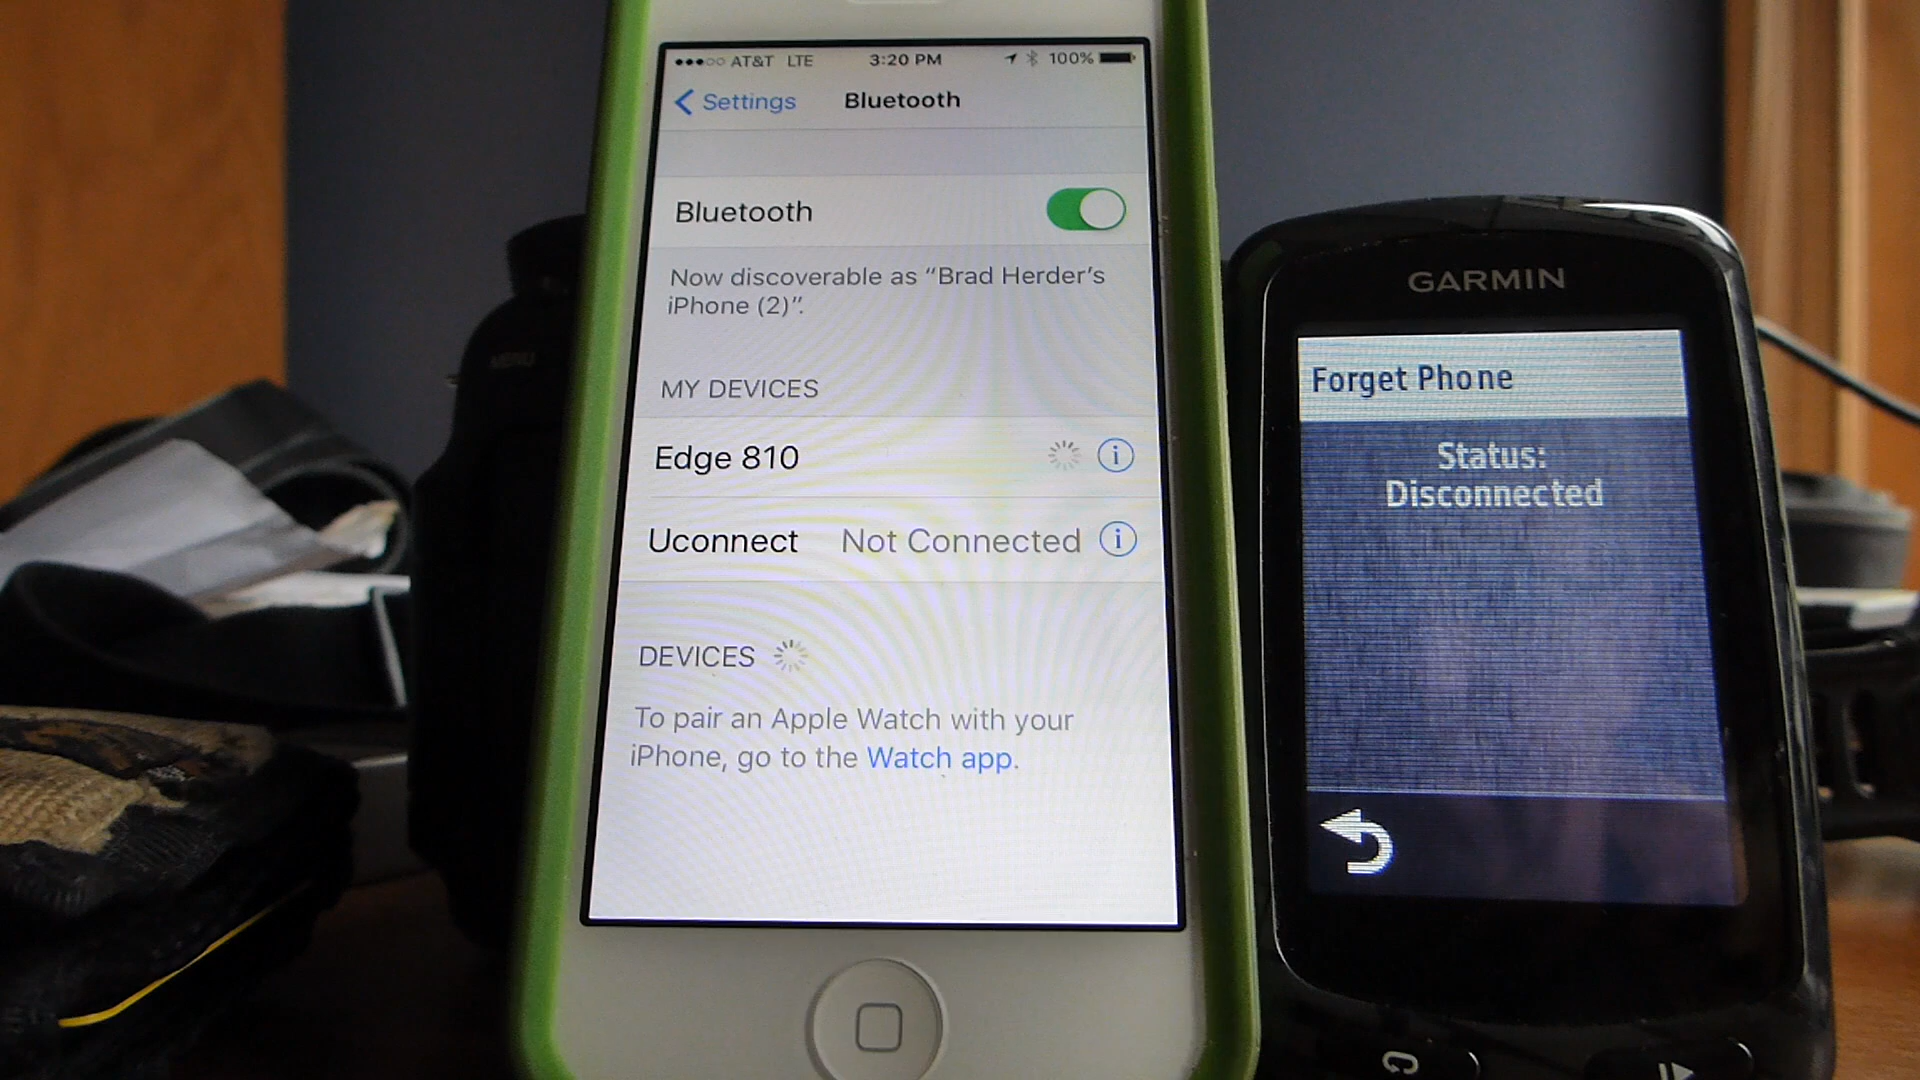 AT&T LTE 3:20 PM 100%
Settings Bluetooth
Bluetooth
Now discoverable as “Brad Herder’s
iPhone (2)”.
MY DEVICES
Edge 810
Uconnect Not Connected
DEVICES
To pair an Apple Watch with your
iPhone, go to the Watch app.
GARMIN
Forget Phone
Status:
Disconnected
MENU